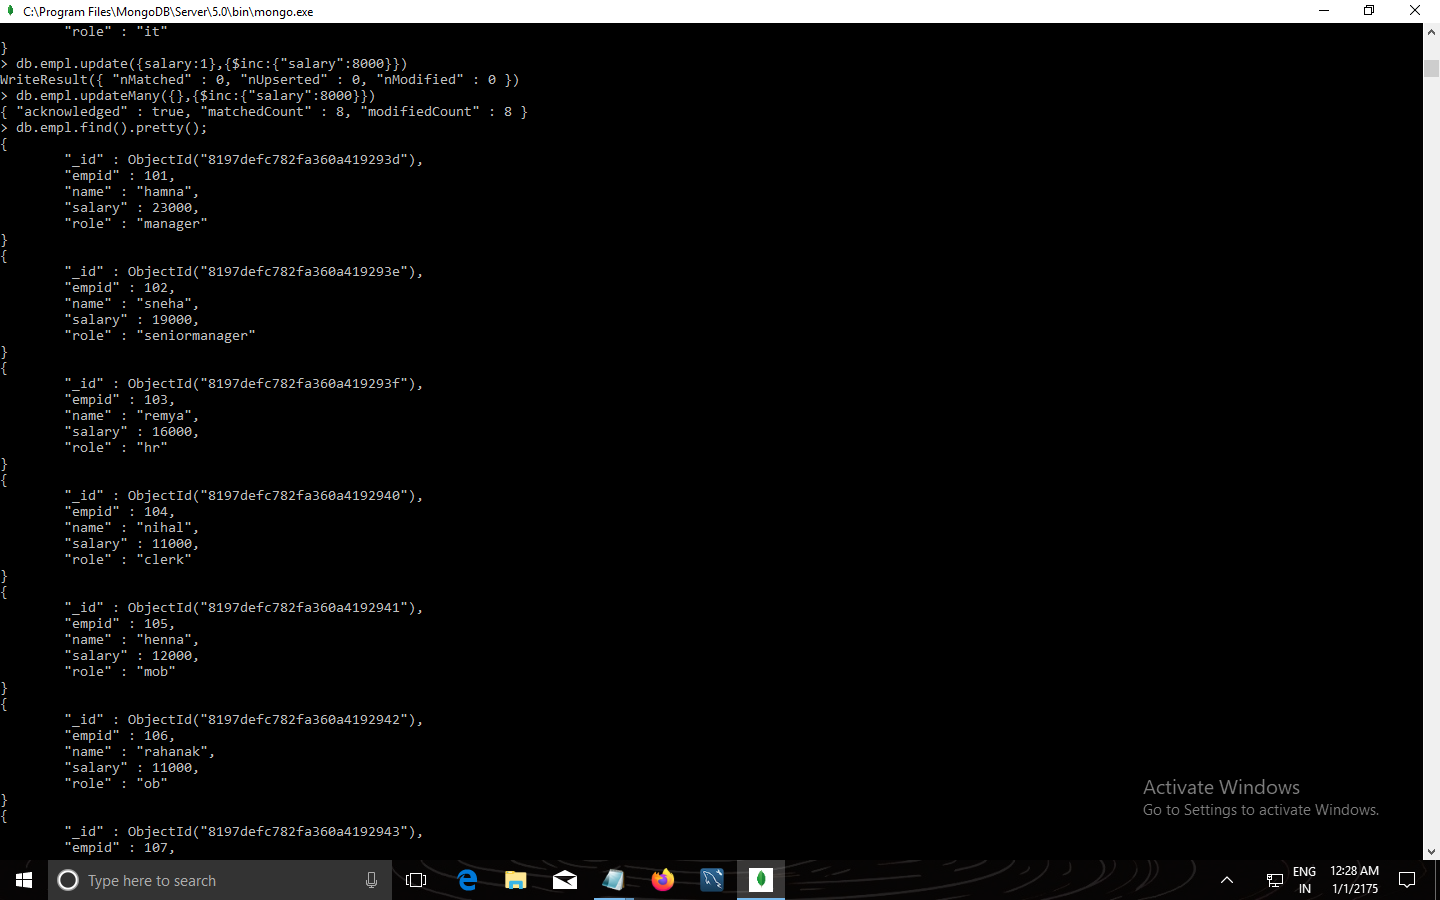 C:\Program Files\MongoDB\Server\5.0\bin\mongo.exe
"role" : "it"
}
> db.empl.update({salary:1},{$inc:{"salary":8000}})
WriteResult({ "nMatched" : 0, "nUpserted" : 0, "nModified" : 0 })
> db.empl.updateMany({},{$inc:{"salary":8000}})
{ "acknowledged" : true, "matchedCount" : 8, "modifiedCount" : 8 }
> db.empl.find().pretty();
{
"_id" : ObjectId("8197defc782fa360a419293d"),
"empid" : 101,
"name" : "hamna",
"salary" : 23000,
"role" : "manager"
}
{
"_id" : ObjectId("8197defc782fa360a419293e"),
"empid" : 102,
"name" : "sneha",
"salary" : 19000,
"role" : "seniormanager"
}
{
"_id" : ObjectId("8197defc782fa360a419293f"),
"empid" : 103,
"name" : "remya",
"salary" : 16000,
"role" : "hr"
}
{
"_id" : ObjectId("8197defc782fa360a4192940"),
"empid" : 104,
"name" : "nihal",
"salary" : 11000,
"role" : "clerk"
}
{
"_id" : ObjectId("8197defc782fa360a4192941"),
"empid" : 105,
"name" : "henna",
"salary" : 12000,
"role" : "mob"
}
{
"_id" : ObjectId("8197defc782fa360a4192942"),
"empid" : 106,
"name" : "rahanak",
"salary" : 11000,
"role" : "ob"
}
{
"_id" : ObjectId("8197defc782fa360a4192943"),
"empid" : 107,
Activate Windows
Go to Settings to activate Windows.
Type here to search
ENG
IN
12:28 AM
1/1/2175